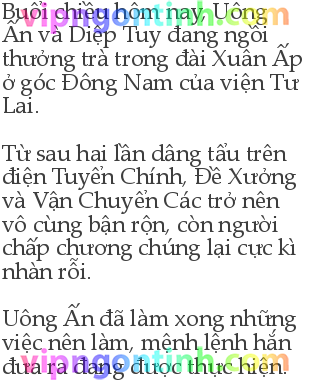 Buổi chiều hôm nay, Uông
Ấn và Diệp Tuy đang ngồi
thưởng trà trong đài Xuân Ấp
ở góc Đông Nam của viện Tư
Lai.

Từ sau hai lần dâng tẩu trên
điện Tuyển Chính, Đề Xưởng
và Vận Chuyển Các trở nên
vô cùng bận rộn, còn người
chấp chương chúng lại cực kì
nhàn rỗi.

Uông Ấn đã làm xong những
việc nên làm, mệnh lệnh hắn
đưa ra đang được thực hiện.
vipngontinh.com
vipngontinh.com